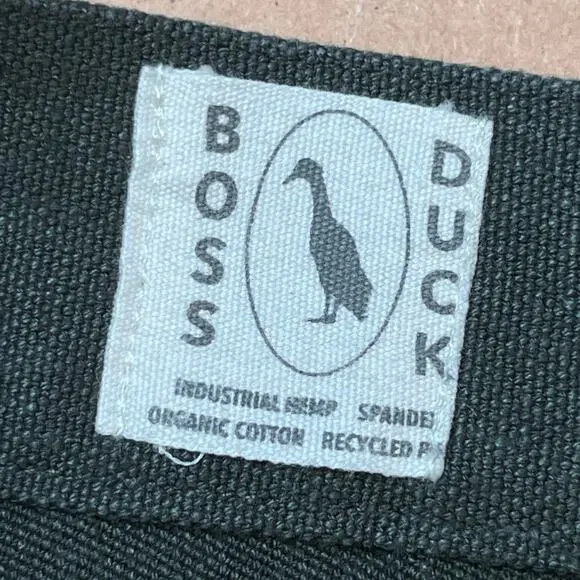 BOSS
DUCK
INDUSTRIAL HEMP SPANDEX
ORGANIC COTTON RECYCLED P